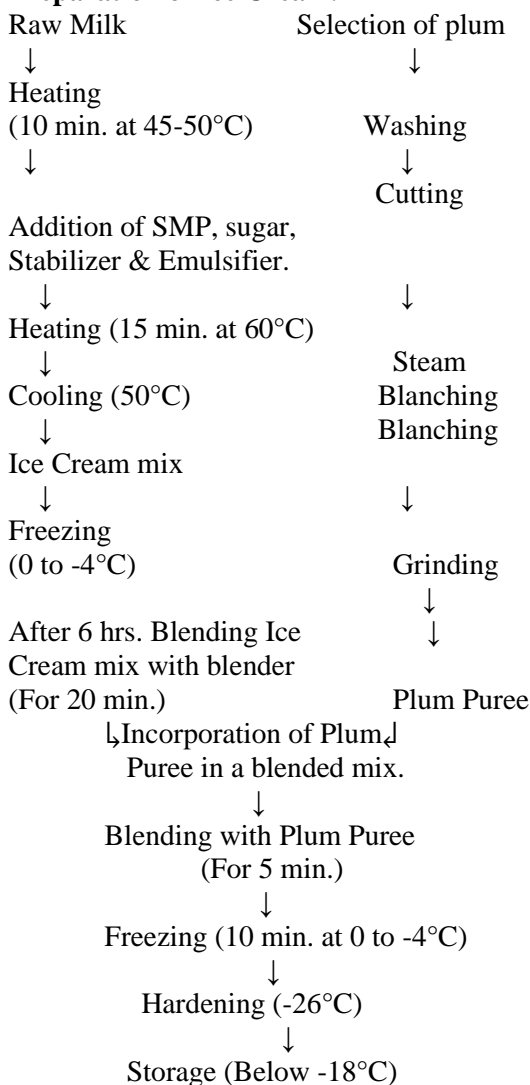 Raw Milk Selection of plum
↓ ↓
Heating
(10 min. at 45-50°C) Washing
↓ ↓
Cutting
Addition of SMP, sugar,
Stabilizer & Emulsifier.
↓ ↓
Heating (15 min. at 60°C)
↓ Steam
Cooling (50°C) Blanching
↓ Blanching
Ice Cream mix
↓ ↓
Freezing
(0 to -4°C) Grinding
↓
After 6 hrs. Blending Ice ↓
Cream mix with blender
(For 20 min.) Plum Puree
↳Incorporation of Plum↲
Puree in a blended mix.
↓
Blending with Plum Puree
(For 5 min.)
↓
Freezing (10 min. at 0 to -4°C)
↓
Hardening (-26°C)
↓
Storage (Below -18°C)